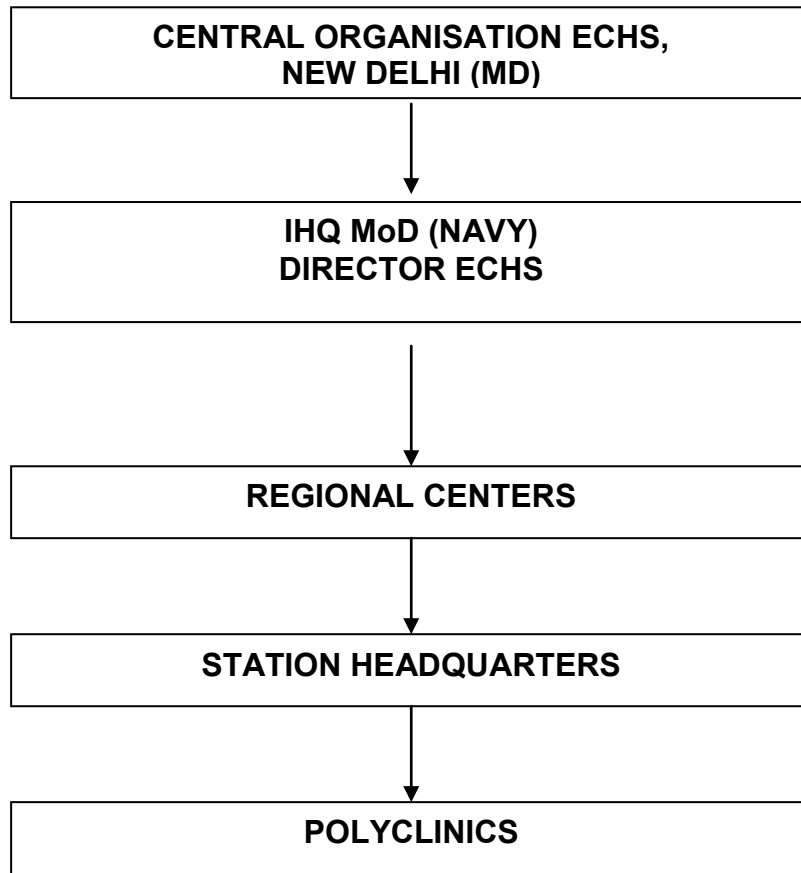 CENTRAL ORGANISATION ECHS,
NEW DELHI (MD)
IHQ MoD (NAVY)
DIRECTOR ECHS
REGIONAL CENTERS
STATION HEADQUARTERS
POLYCLINICS